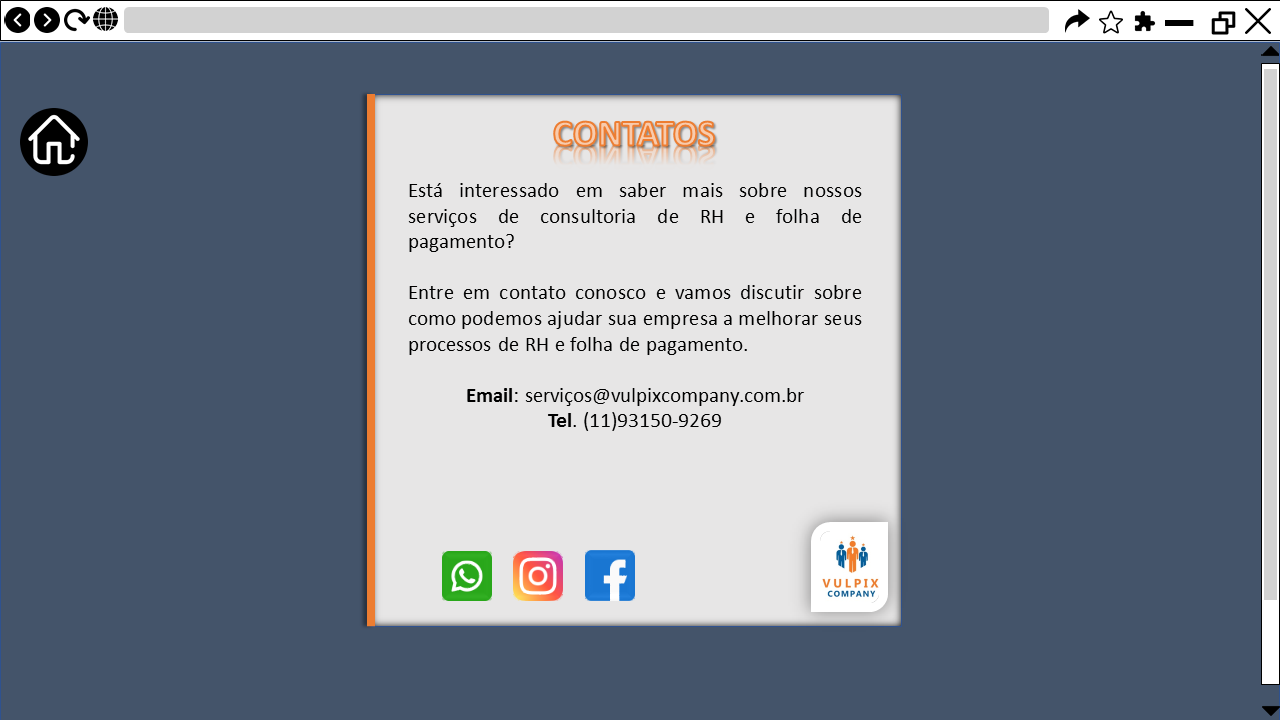 CONTATOS
Está interessado em saber mais sobre nossos
serviços de consultoria de RH e folha de
pagamento?
Entre em contato conosco e vamos discutir sobre
como podemos ajudar sua empresa a melhorar seus
processos de RH e folha de pagamento.
Email: serviços@vulpixcompany.com.br
Tel. (11)93150-9269
VULPIX
COMPANY